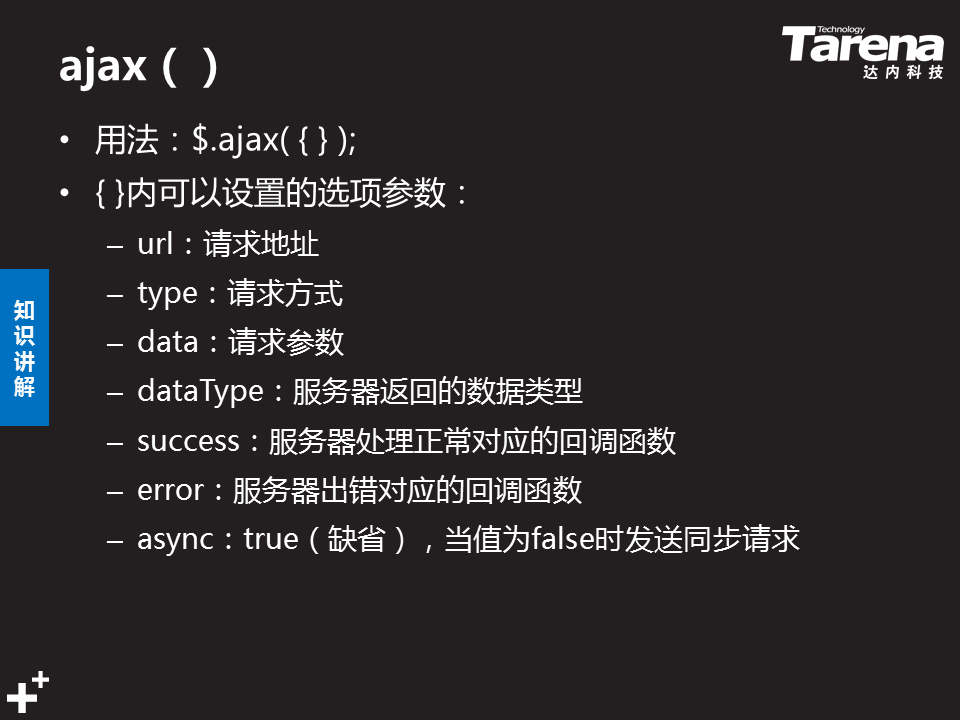 ajax（ ）
Technology
Tarena
达内科技
• 用法：$.ajax( { } );
• { }内可以设置的选项参数：
– url：请求地址
– type：请求方式
– data：请求参数
– dataType：服务器返回的数据类型
– success：服务器处理正常对应的回调函数
– error：服务器出错对应的回调函数
– async：true（缺省），当值为false时发送同步请求
知
识
讲
解